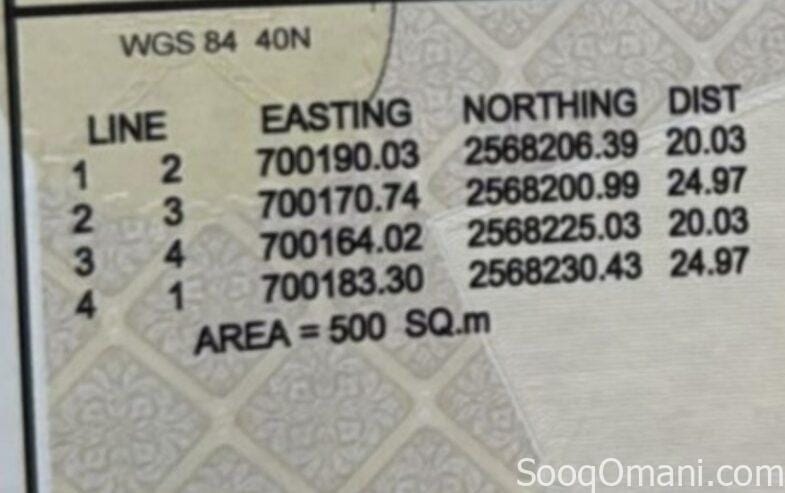 WGS 84 40N
LINE EASTING NORTHING DIST
1 2 700190.03 2568206.39 20.03
2 3 700170.74 2568200.99 24.97
3 4 700164.02 2568225.03 20.03
4 1 700183.30 2568230.43 24.97
AREA = 500 SQ.m
SooqOmani.com